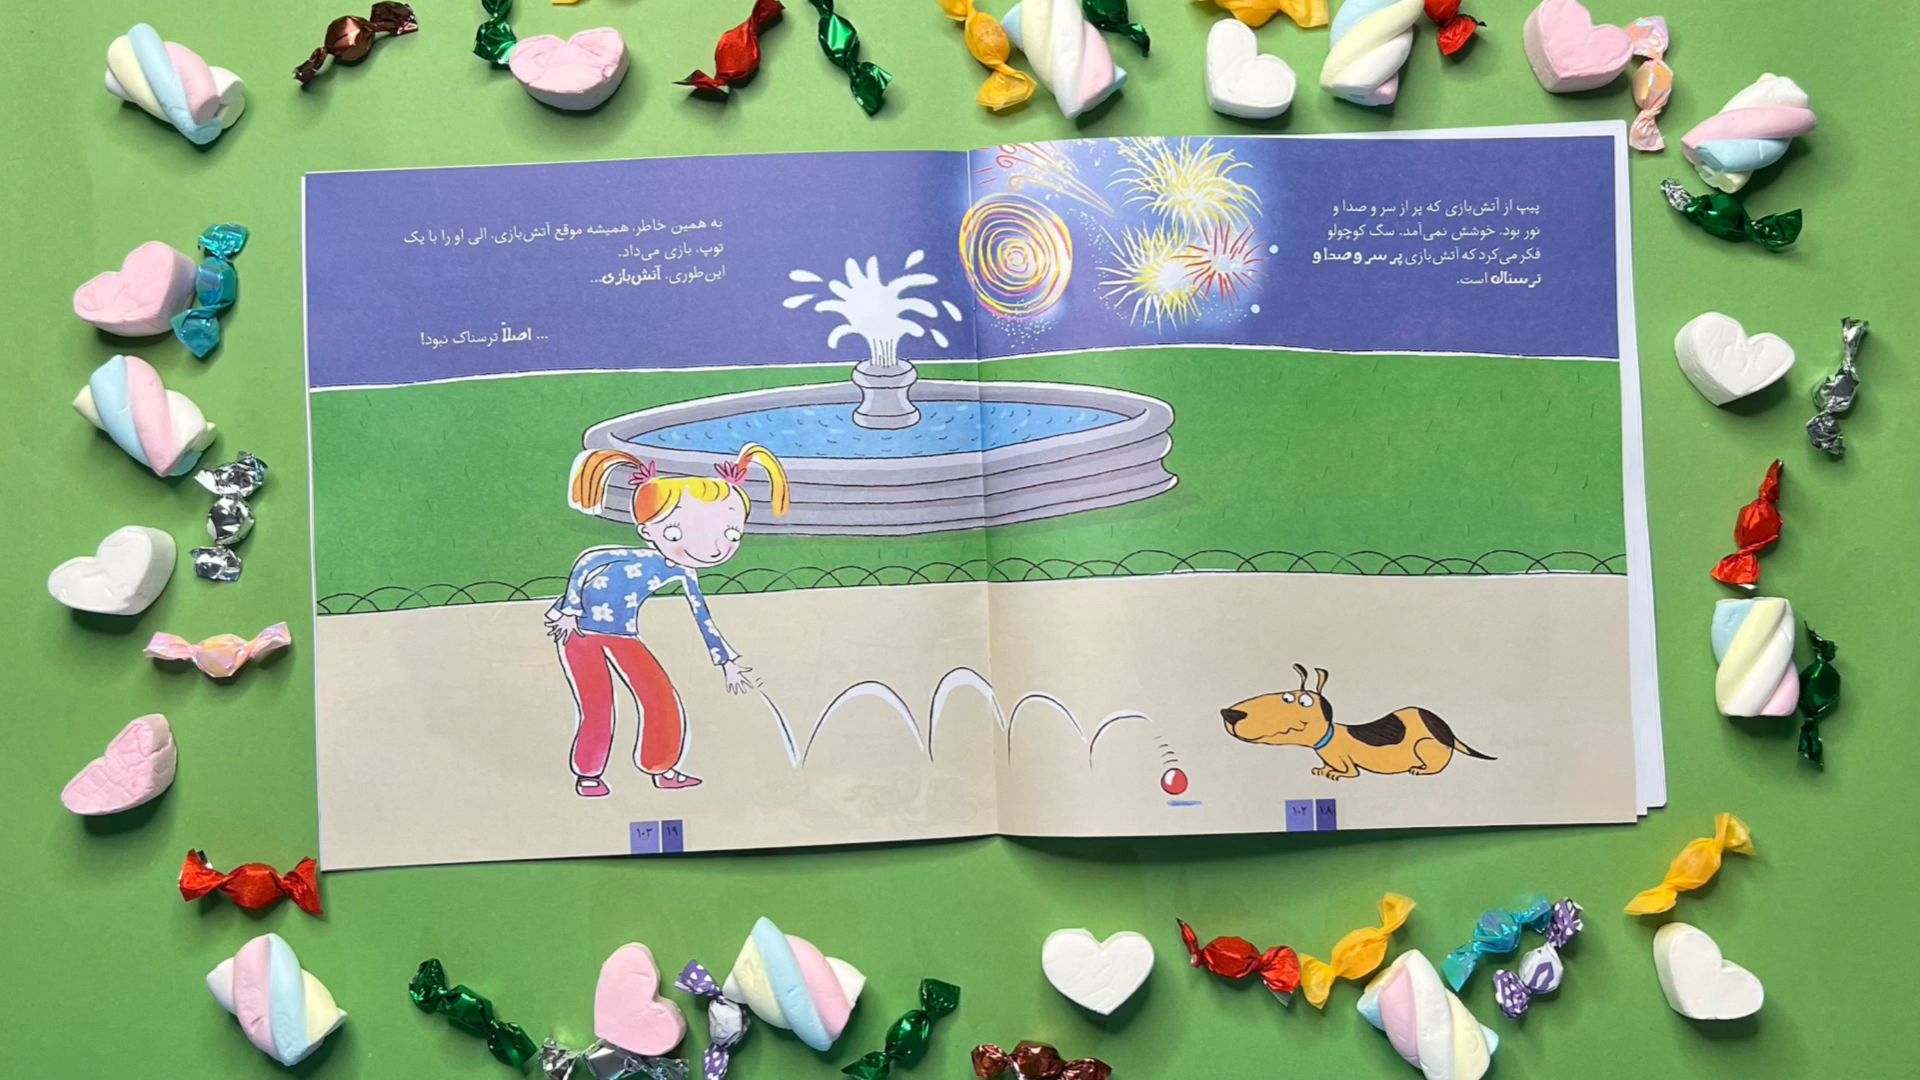 پیپ از آتش‌بازی که پر از سر و صدا و
نور بود، خوشش نمی‌آمد. سگ کوچولو
فکر می‌کرد که آتش‌بازی پر سر و صدا و
ترسناک است.
۱۰۲ ۱۸
به همین خاطر، همیشه موقع آتش‌بازی، الی او را با یک
توپ، بازی می‌داد.
این‌طوری، آتش‌بازی...
... اصلاً ترسناک نبود!
۱۰۳ ۱۹